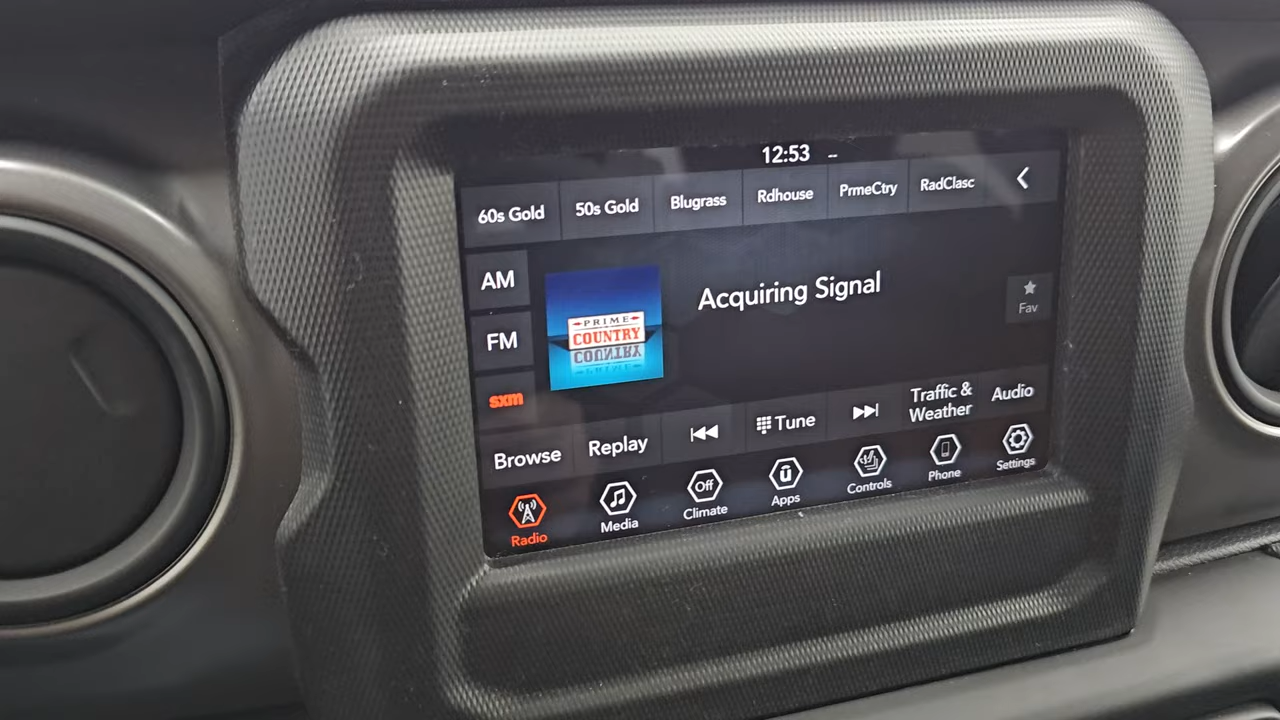 12:53 --
60s Gold 50s Gold Blugrass Rdhouse PrmeCtry RadClasc
AM
FM
sxm
PRIME
COUNTRY
Acquiring Signal
Fav
Browse Replay Tune Traffic &
Weather Audio
Radio Media Off Climate ū Apps Controls Phone Settings